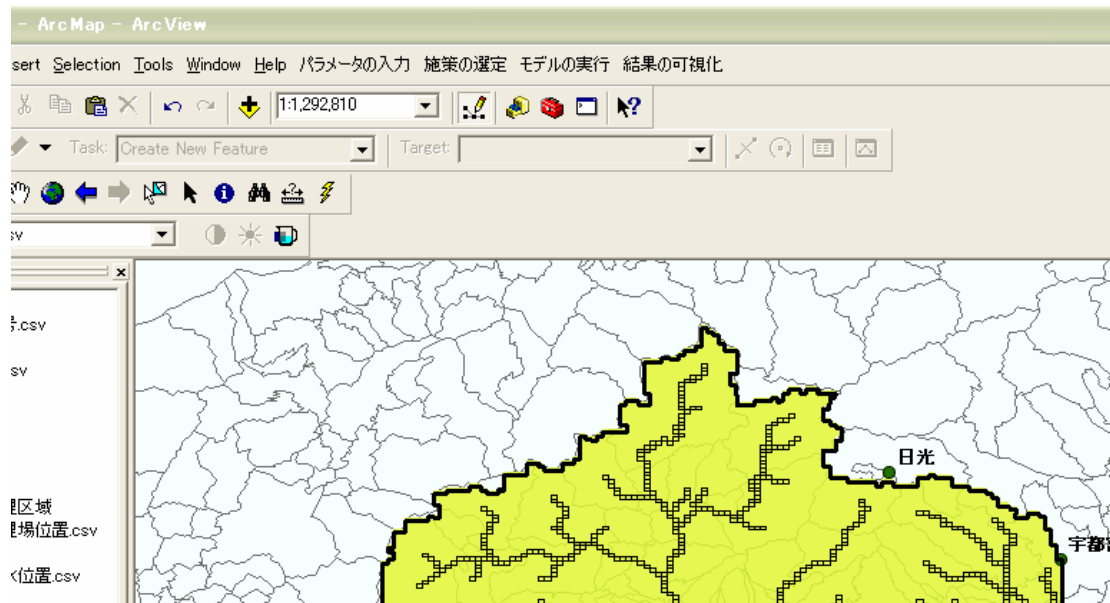 - ArcMap - ArcView
sert Selection Tools Window Help パラメータの入力 施策の選定 モデルの実行 結果の可視化
1:1,292,810
Task: Create New Feature Target:
sv
.csv
sv
日光
区域
場位置.csv
宇都
位置.csv